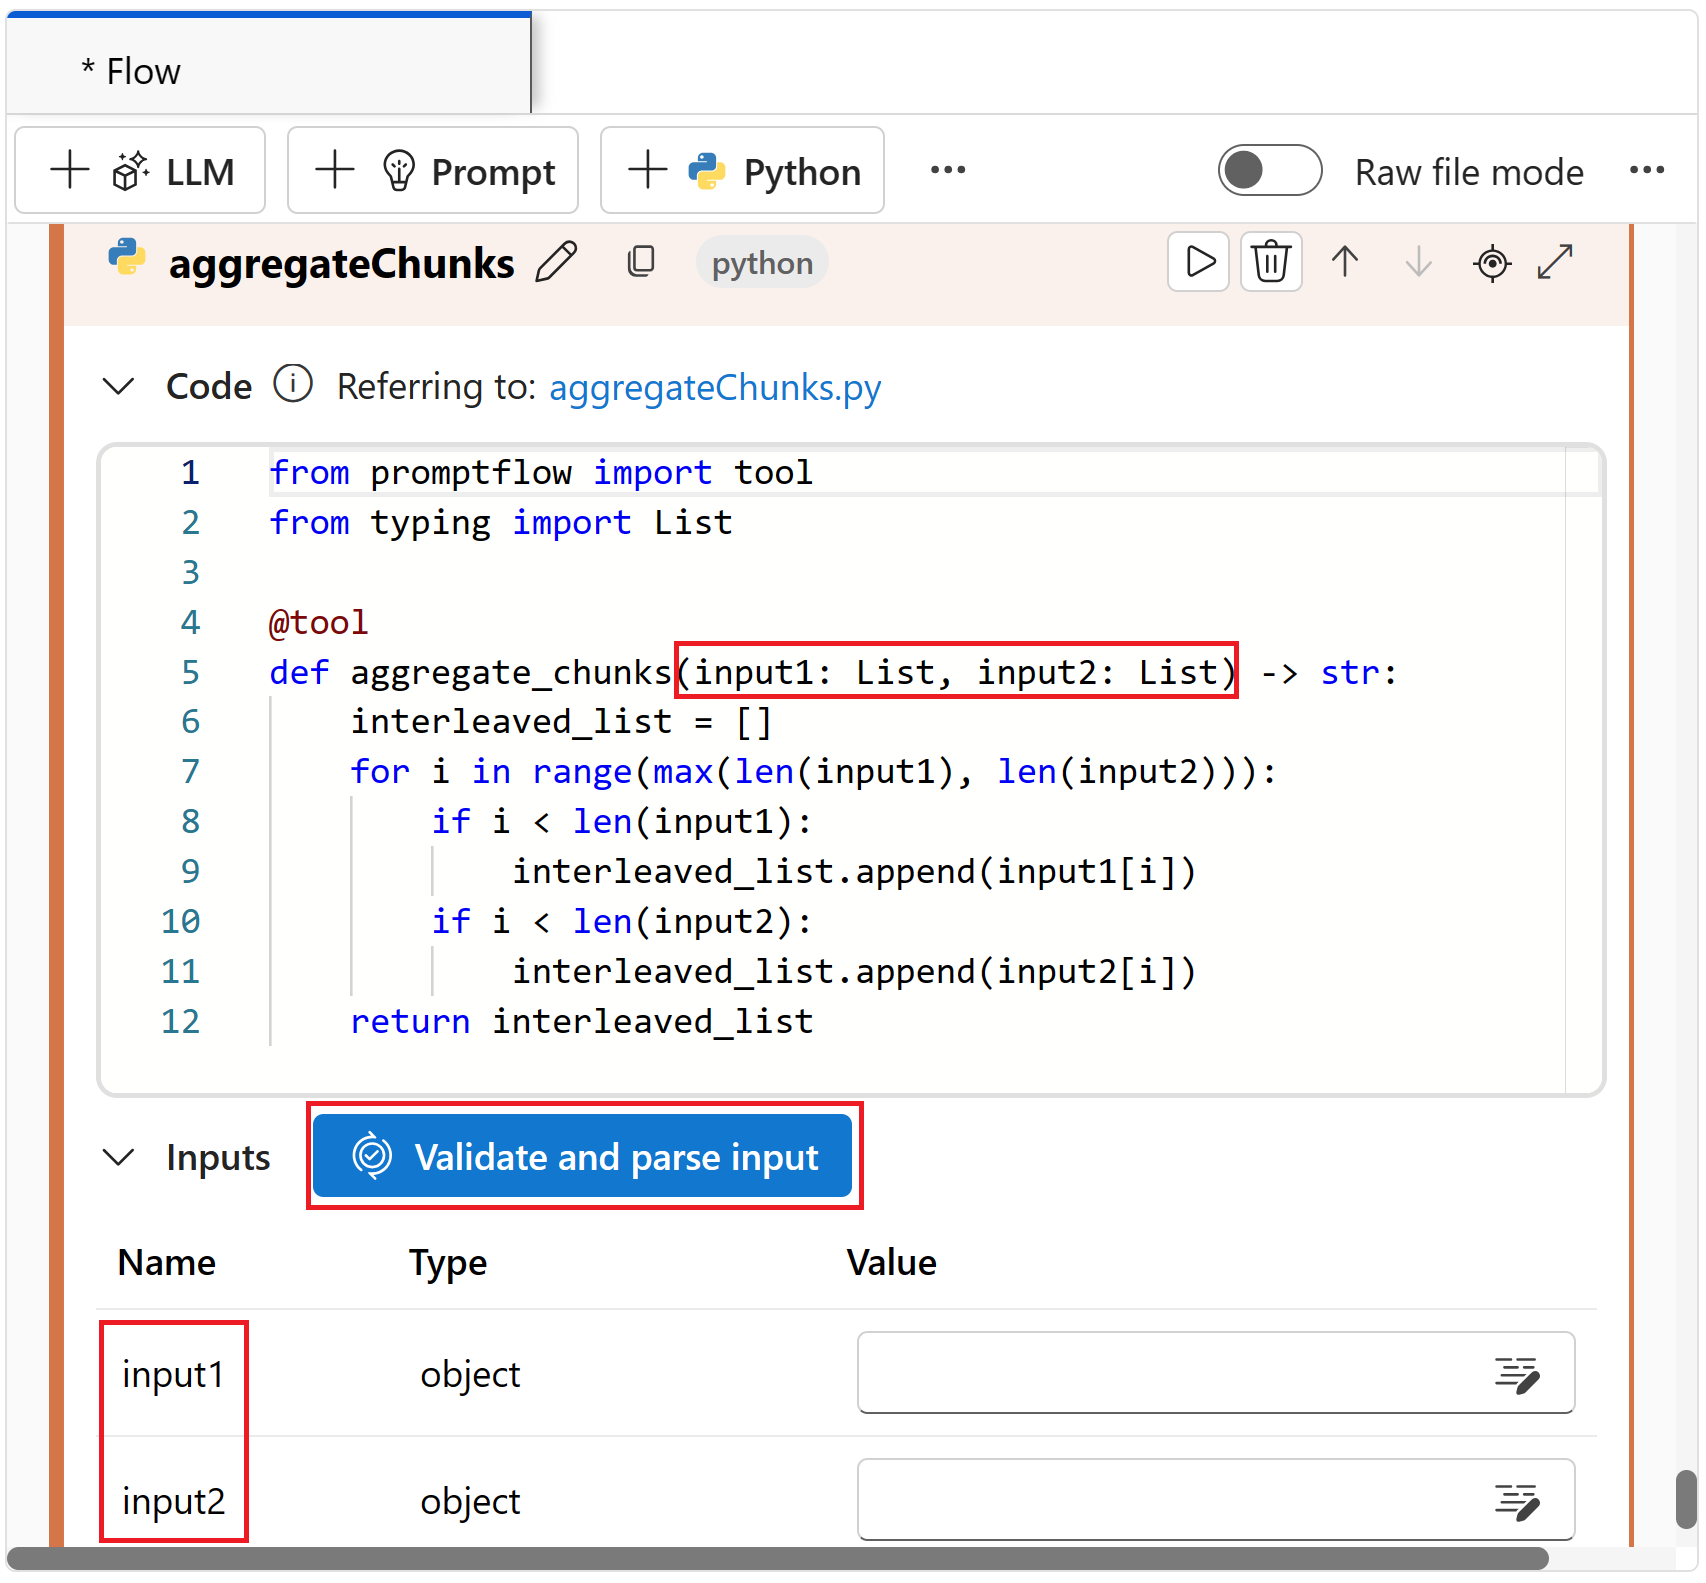 * Flow
LLM Prompt Python ••• Raw file mode •••
aggregateChunks python
Code Referring to: aggregateChunks.py
1 from promptflow import tool
2 from typing import List
3
4 @tool
5 def aggregate_chunks(input1: List, input2: List) -> str:
6 interleaved_list = []
7 for i in range(max(len(input1), len(input2))):
8 if i < len(input1):
9 interleaved_list.append(input1[i])
10 if i < len(input2):
11 interleaved_list.append(input2[i])
12 return interleaved_list
Inputs Validate and parse input
Name Type Value
input1 object
input2 object